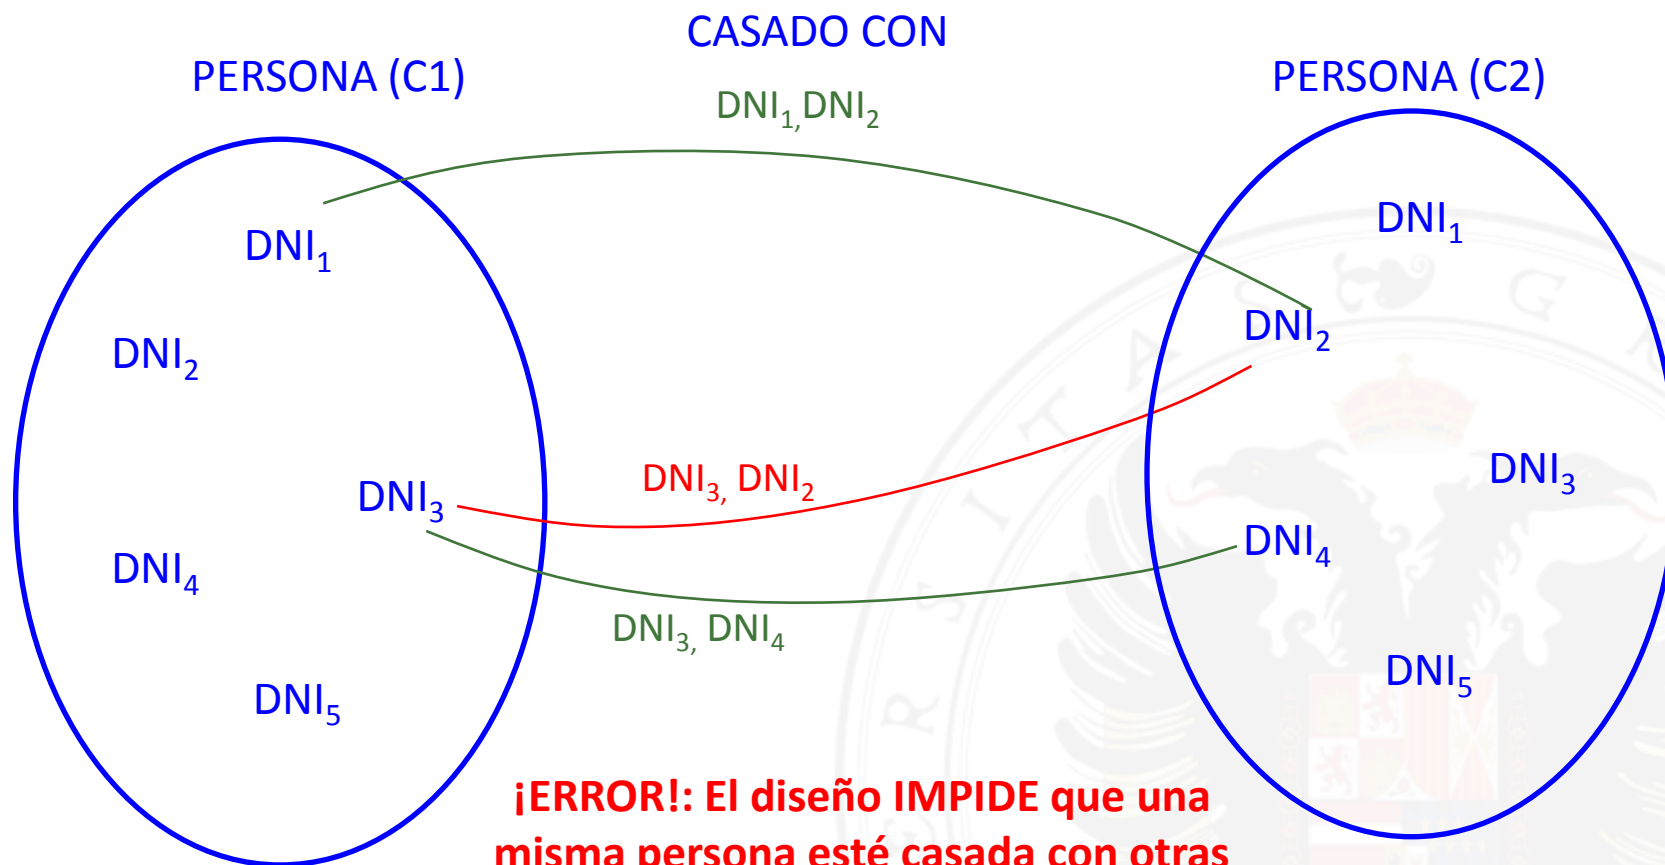 CASADO CON
PERSONA (C1)
PERSONA (C2)
DNI₁,DNI₂
DNI₁
DNI₂
DNI₃
DNI₄
DNI₅
DNI₁
DNI₂
DNI₃
DNI₄
DNI₅
DNI₃, DNI₂
DNI₃, DNI₄
¡ERROR!: El diseño IMPIDE que una
misma persona esté casada con otras
S G
T A
R S I